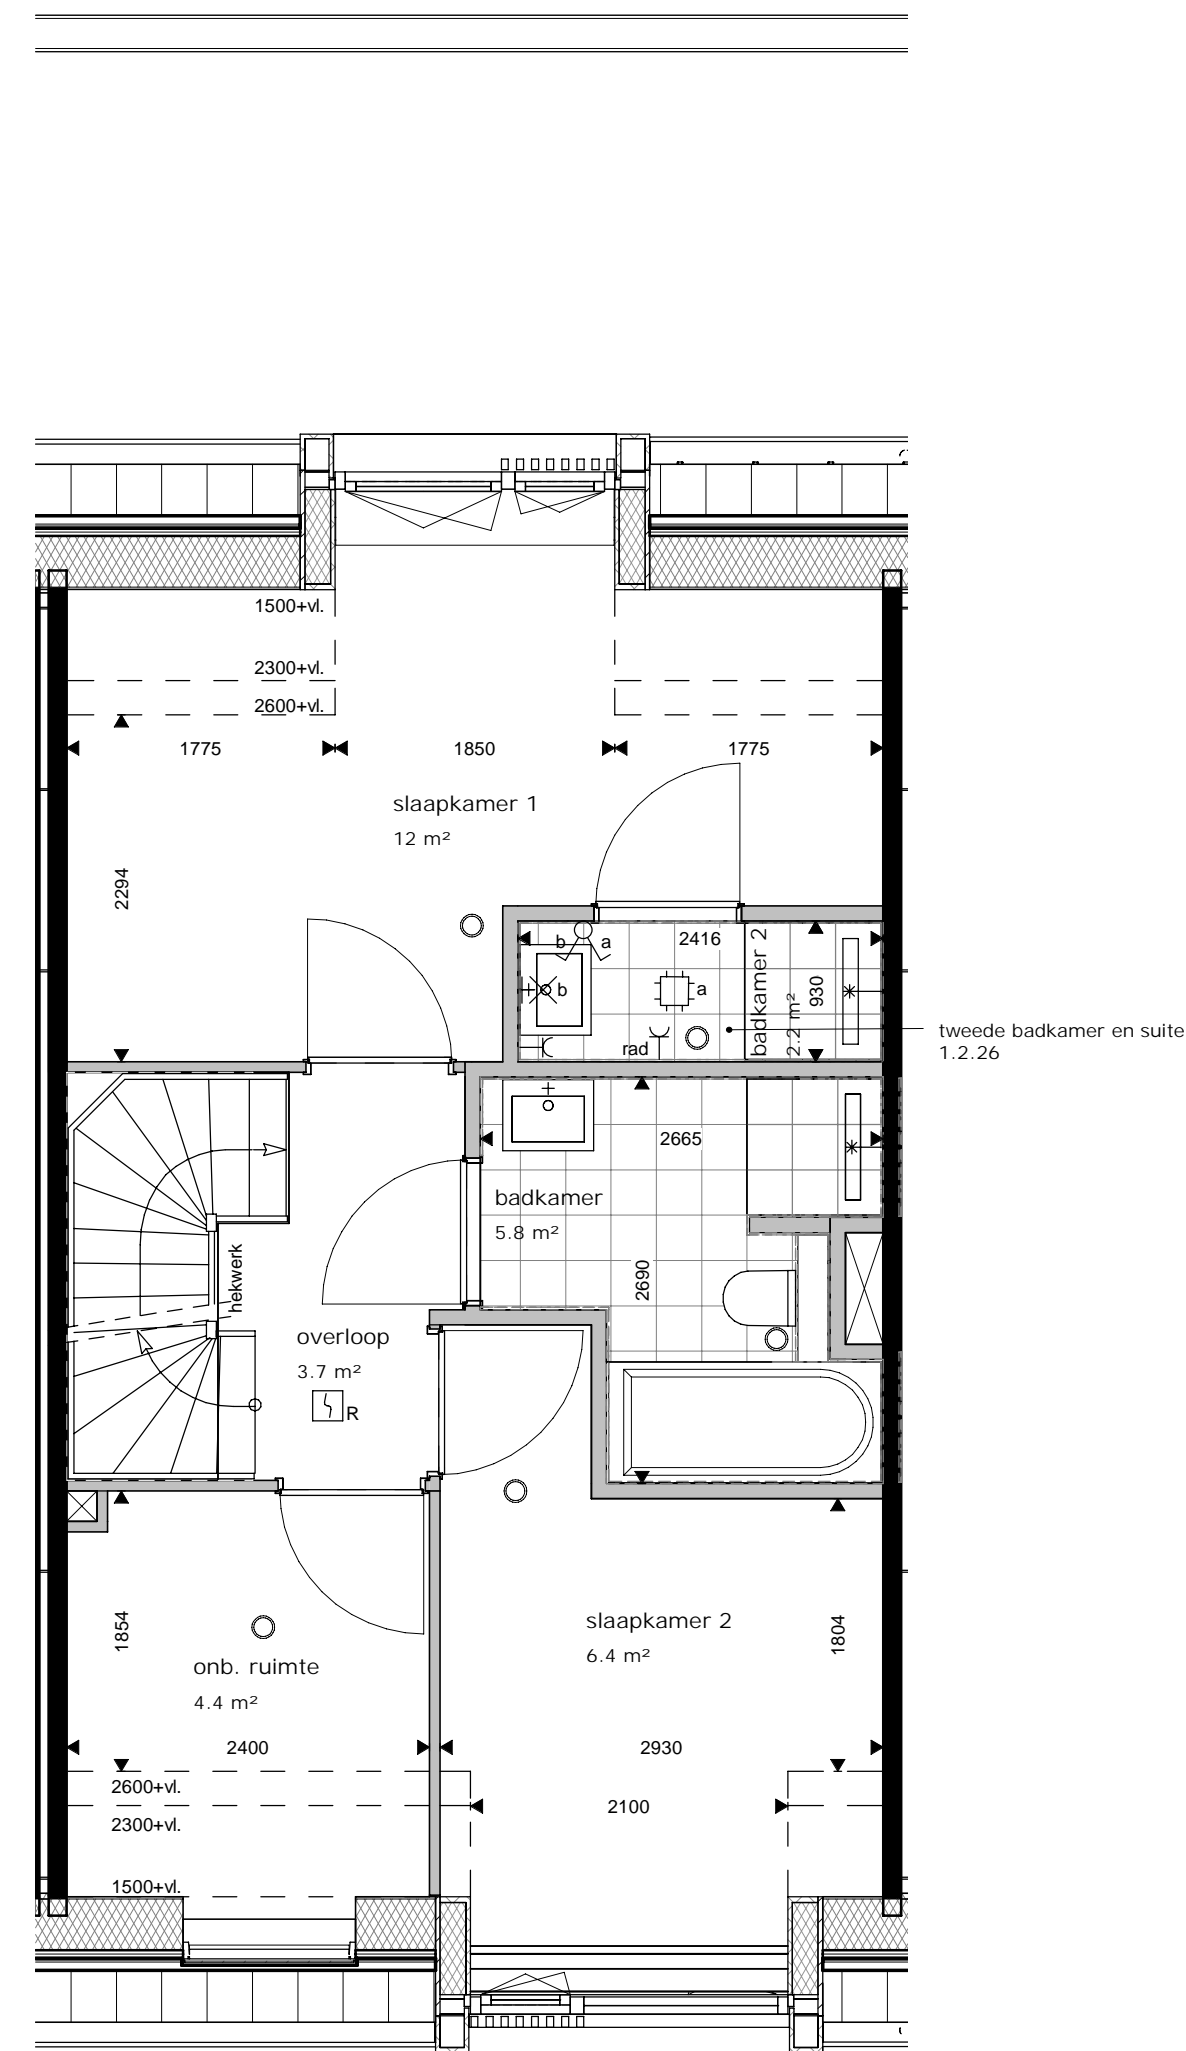 1500+vl.
2300+vl.
2600+vl.
1775
1850
1775
slaapkamer 1
12 m²
2294
b
a
2416
badkamer 2
2.2 m²
930
b
a
rad
tweede badkamer en suite
1.2.26
2665
badkamer
5.8 m²
2690
hekwerk
overloop
3.7 m²
R
1854
slaapkamer 2
6.4 m²
1804
onb. ruimte
4.4 m²
2400
2930
2600+vl.
2100
2300+vl.
1500+vl.